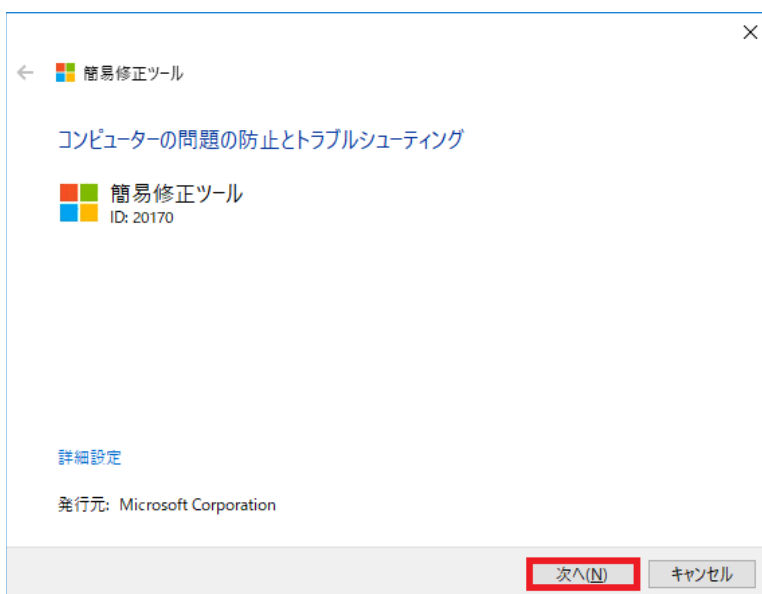 簡易修正ツール
コンピューターの問題の防止とトラブルシューティング
簡易修正ツール
ID: 20170
詳細設定
発行元: Microsoft Corporation
次へ(N) キャンセル